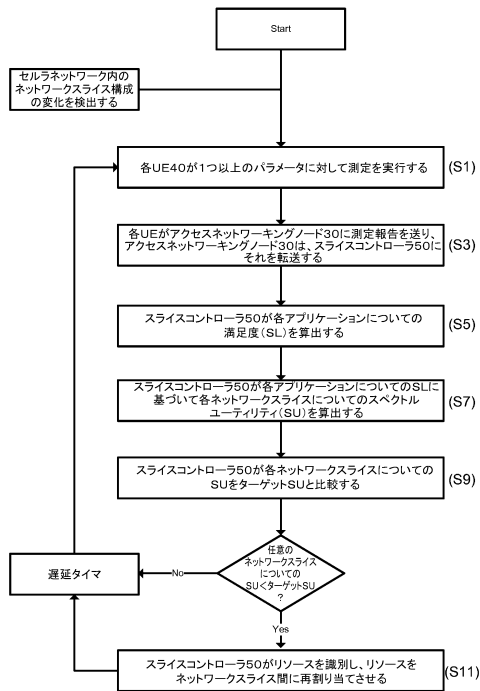 Start
セルラネットワーク内の
ネットワークスライス構成
の変化を検出する
各UE40が1つ以上のパラメータに対して測定を実行する
(S1)
各UEがアクセスネットワーキングノード30に測定報告を送り、
アクセスネットワーキングノード30は、スライスコントローラ50に
それを転送する
(S3)
スライスコントローラ50が各アプリケーションについての
満足度(SL)を算出する
(S5)
スライスコントローラ50が各アプリケーションについてのSLに
基づいて各ネットワークスライスについてのスペクトル
ユーティリティ(SU)を算出する
(S7)
スライスコントローラ50が各ネットワークスライスについての
SUをターゲットSUと比較する
(S9)
任意の
ネットワークスライス
についての
SU<ターゲットSU
?
No
遅延タイマ
Yes
スライスコントローラ50がリソースを識別し、リソースを
ネットワークスライス間に再割り当てさせる
(S11)